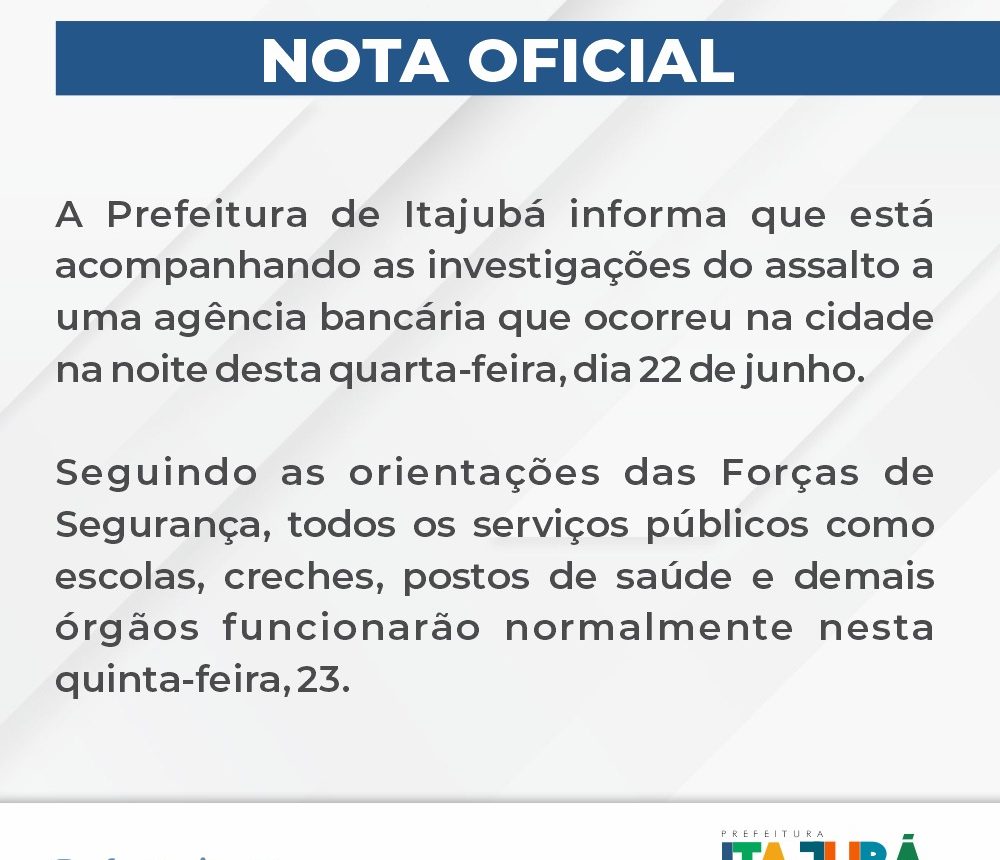 NOTA OFICIAL
A Prefeitura de Itajubá informa que está
acompanhando as investigações do assalto a
uma agência bancária que ocorreu na cidade
na noite desta quarta-feira, dia 22 de junho.
Seguindo as orientações das Forças de
Segurança, todos os serviços públicos como
escolas, creches, postos de saúde e demais
órgãos funcionarão normalmente nesta
quinta-feira, 23.
PREFEITURA
ITAJUBÁ